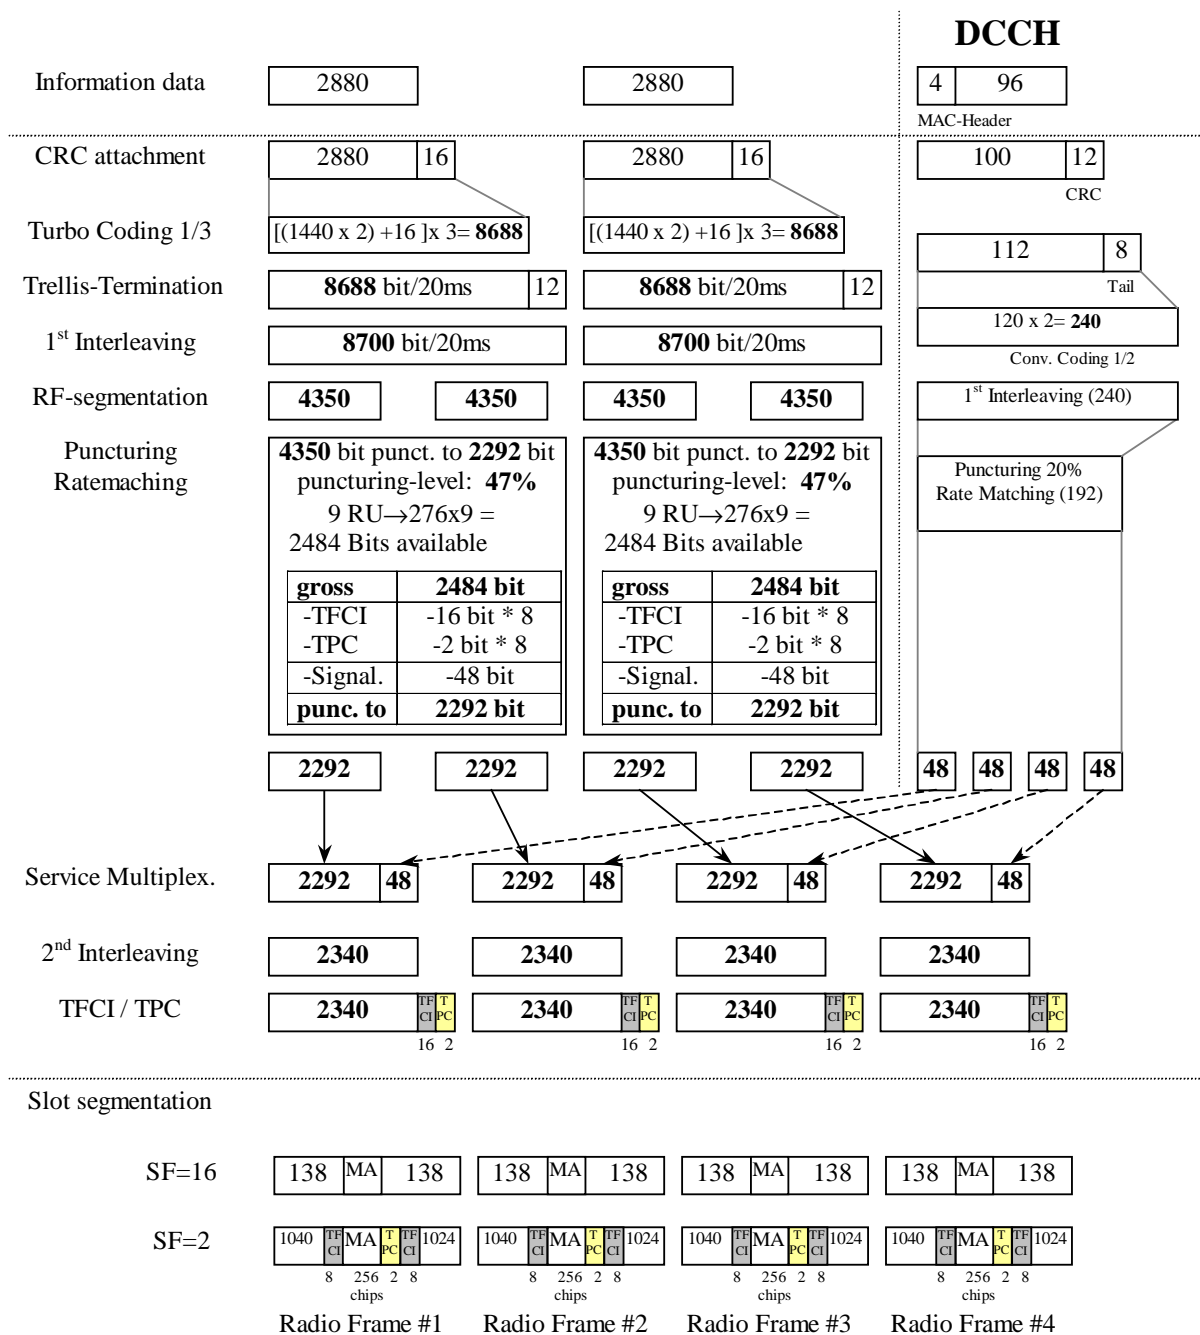 DCCH
Information data 2880 2880 4 96
MAC-Header
CRC attachment 2880 16 2880 16 100 12
CRC
Turbo Coding 1/3 [(1440 x 2) +16 ]x 3= 8688 [(1440 x 2) +16 ]x 3= 8688
112 8
Trellis-Termination 8688 bit/20ms 12 8688 bit/20ms 12
Tail
120 x 2= 240
1st Interleaving 8700 bit/20ms 8700 bit/20ms
Conv. Coding 1/2
RF-segmentation 4350 4350 4350 4350 1st Interleaving (240)
Puncturing
Ratemaching
4350 bit punct. to 2292 bit
puncturing-level: 47%
9 RU→276x9 =
2484 Bits available
gross 2484 bit
-TFCI -16 bit * 8
-TPC -2 bit * 8
-Signal. -48 bit
punc. to 2292 bit
4350 bit punct. to 2292 bit
puncturing-level: 47%
9 RU→276x9 =
2484 Bits available
gross 2484 bit
-TFCI -16 bit * 8
-TPC -2 bit * 8
-Signal. -48 bit
punc. to 2292 bit
Puncturing 20%
Rate Matching (192)
2292 2292 2292 2292 48 48 48 48
Service Multiplex. 2292 48 2292 48 2292 48 2292 48
2nd Interleaving 2340 2340 2340 2340
TFCI / TPC 2340 TF CI T PC 2340 TF CI T PC 2340 TF CI T PC 2340 TF CI T PC
16 2 16 2 16 2 16 2
Slot segmentation
SF=16 138 MA 138 138 MA 138 138 MA 138 138 MA 138
SF=2 1040 TF CI MA T PC TF CI 1024 1040 TF CI MA T PC TF CI 1024 1040 TF CI MA T PC TF CI 1024 1040 TF CI MA T PC TF CI 1024
8 256 2 8 8 256 2 8 8 256 2 8 8 256 2 8
chips chips chips chips
Radio Frame #1 Radio Frame #2 Radio Frame #3 Radio Frame #4